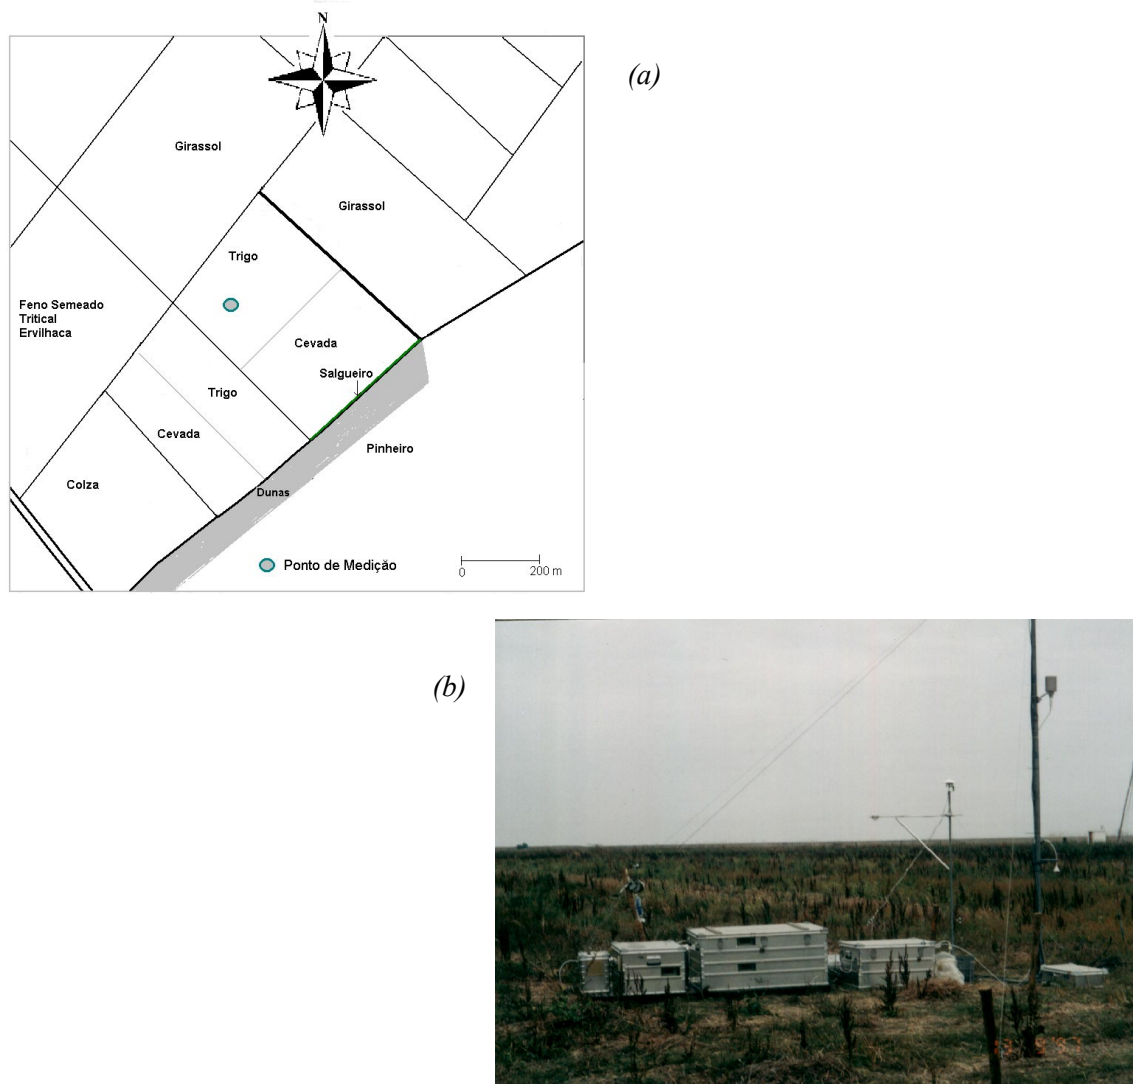 N
(a)
Girassol
Girassol
Trigo
Feno Semeado
Tritical
Ervilhaca
Cevada
Salgueiro
Trigo
Cevada
Pinheiro
Colza
Dunas
Ponto de Medição
0 200 m
(b)